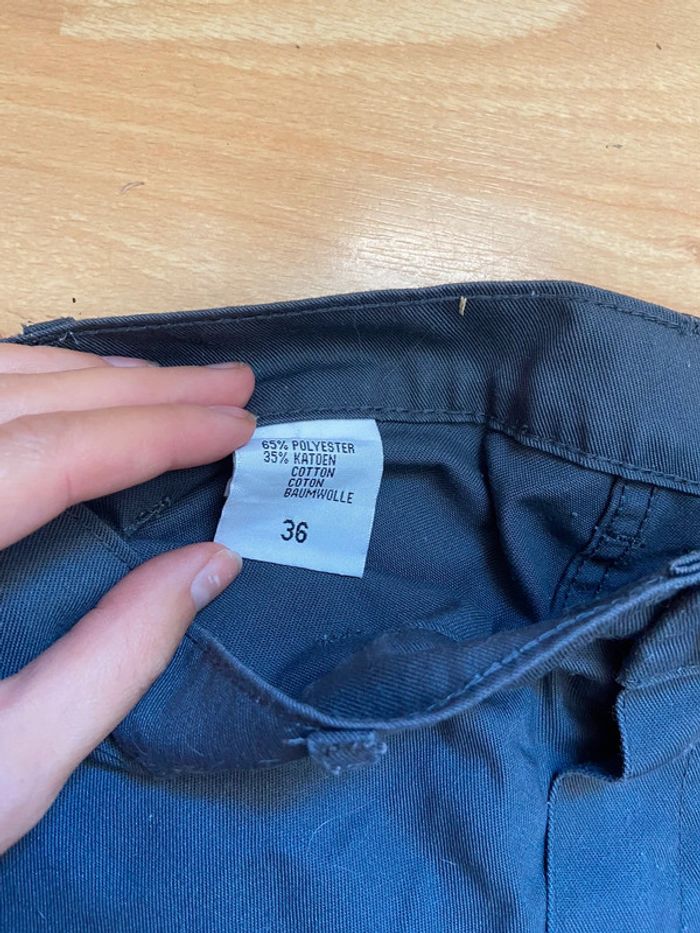 65% POLYESTER
35% KATOEN
COTTON
COTON
BAUMWOLLE
36